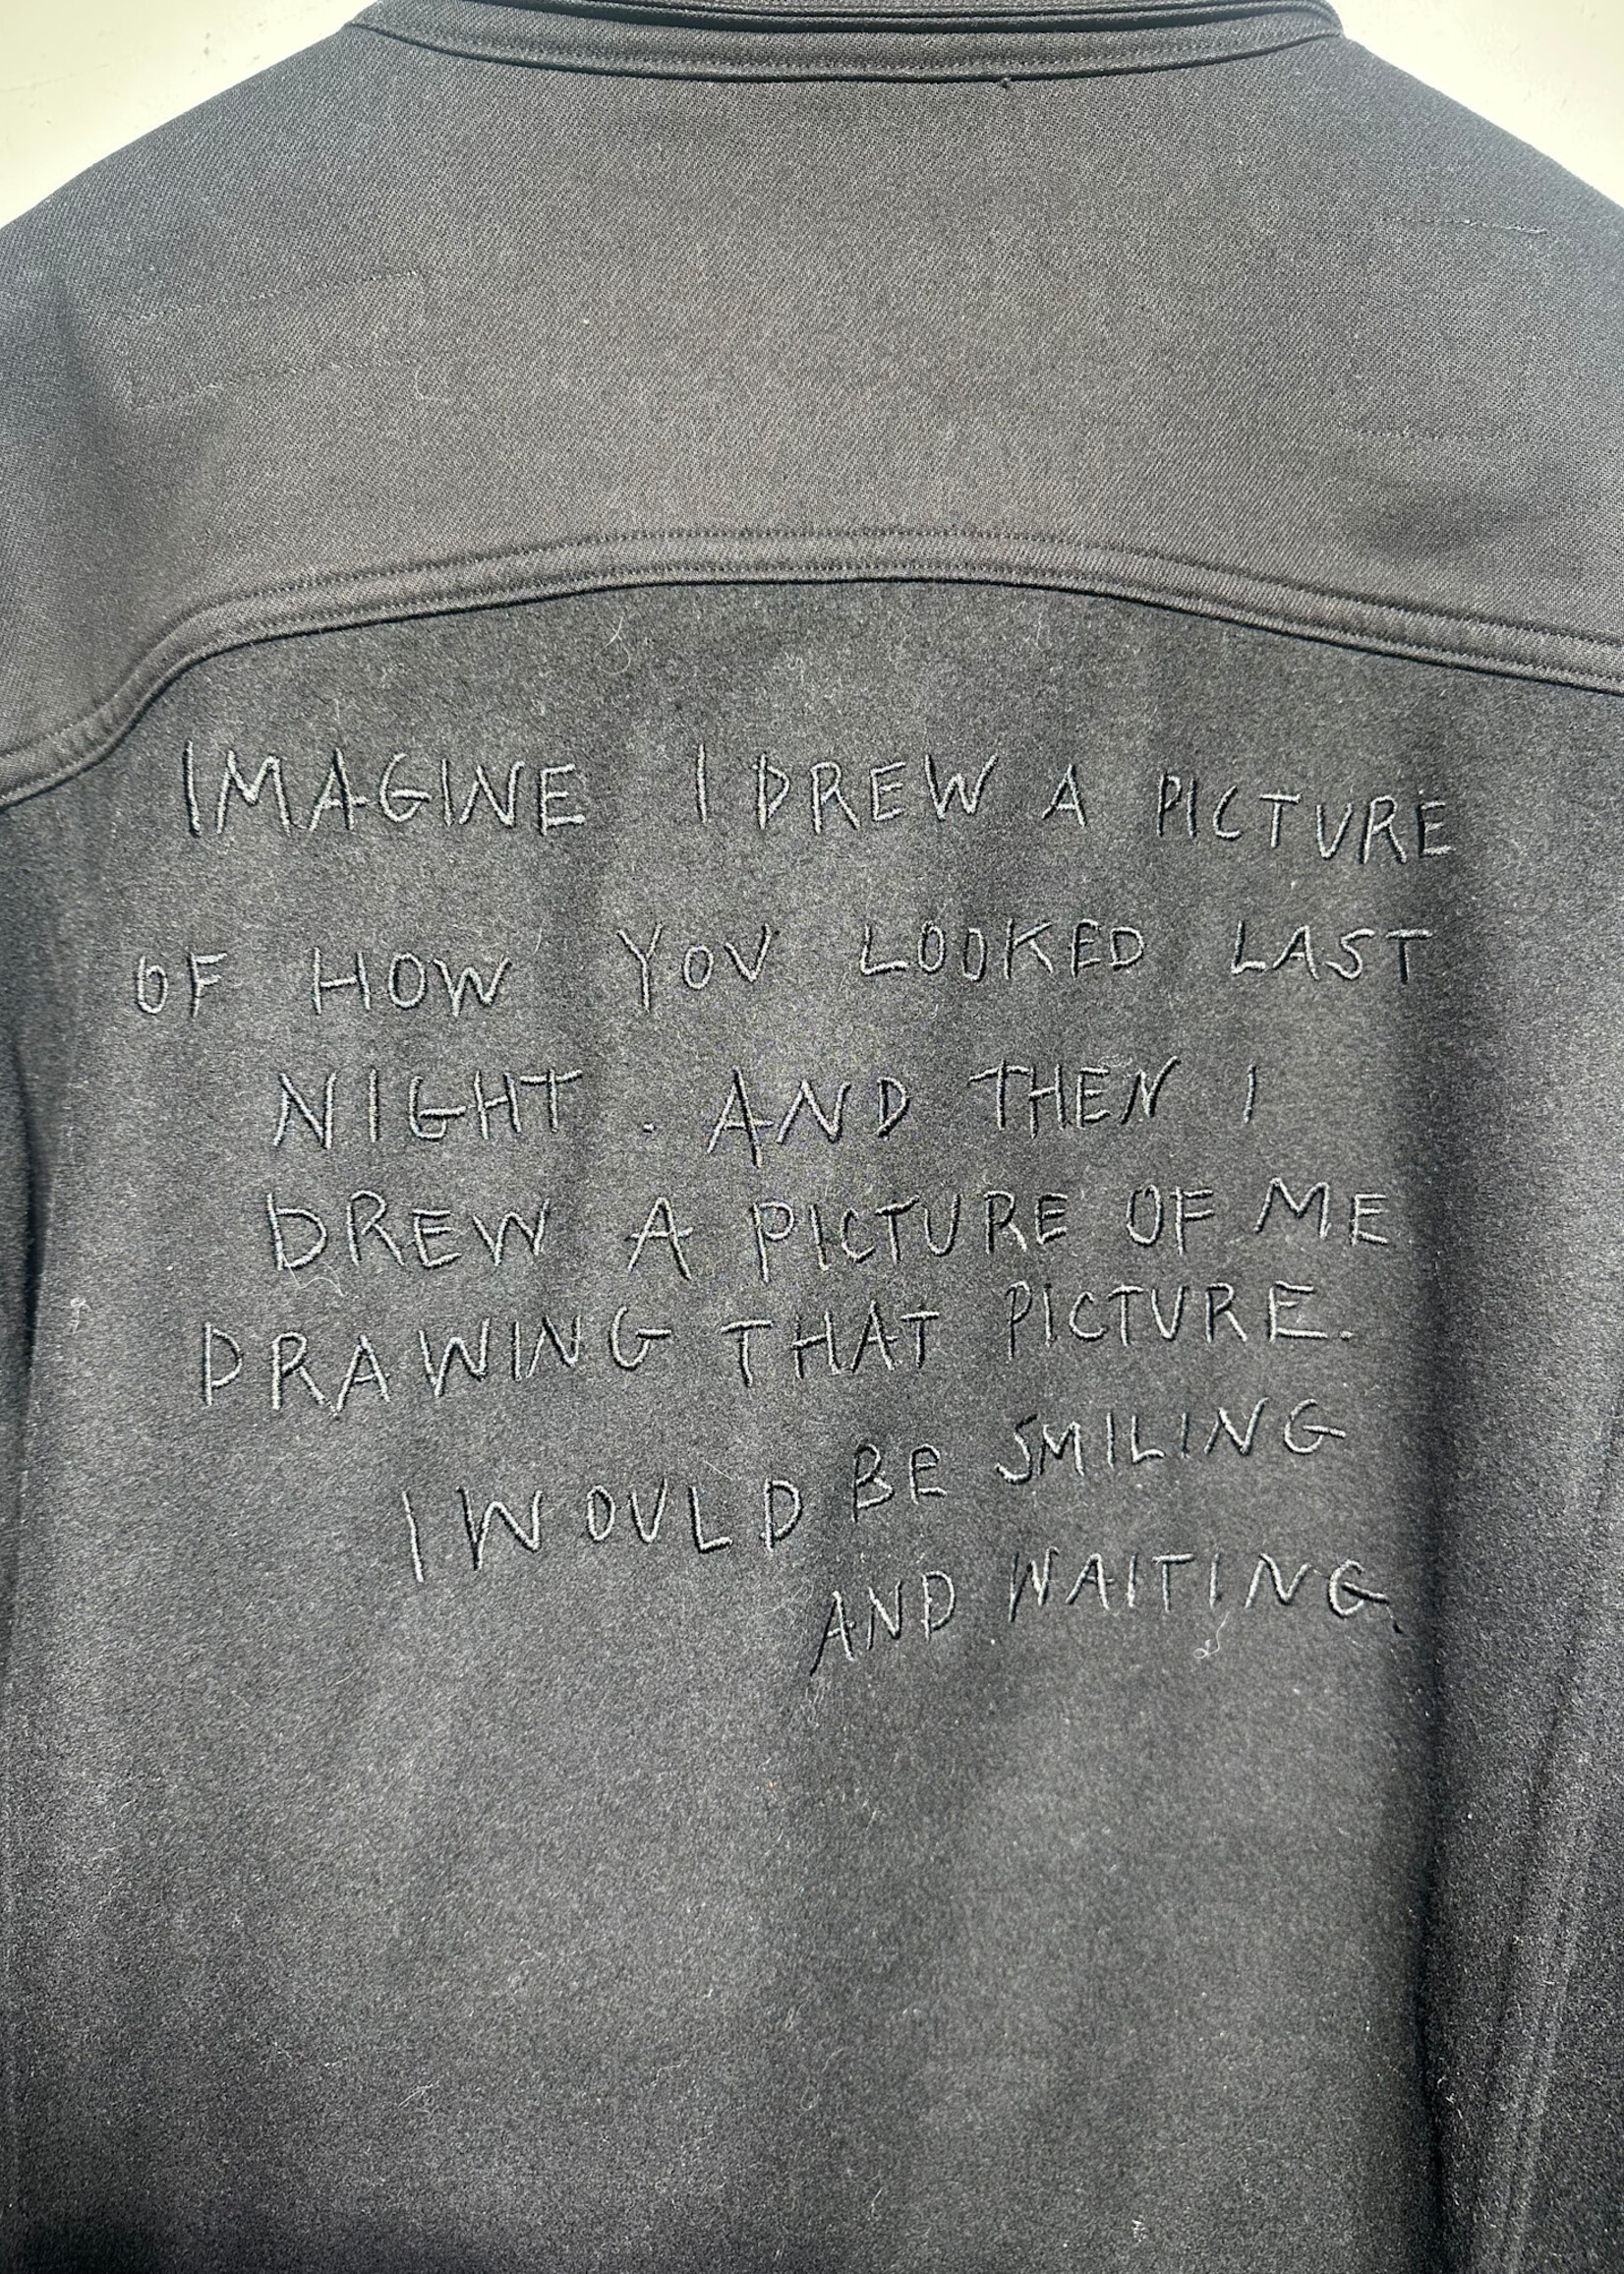 IMAGINE I DREW A PICTURE
OF HOW YOU LOOKED LAST
NIGHT. AND THEN I
DREW A PICTURE OF ME
DRAWING THAT PICTURE.
I WOULD BE SMILING
AND WAITING.